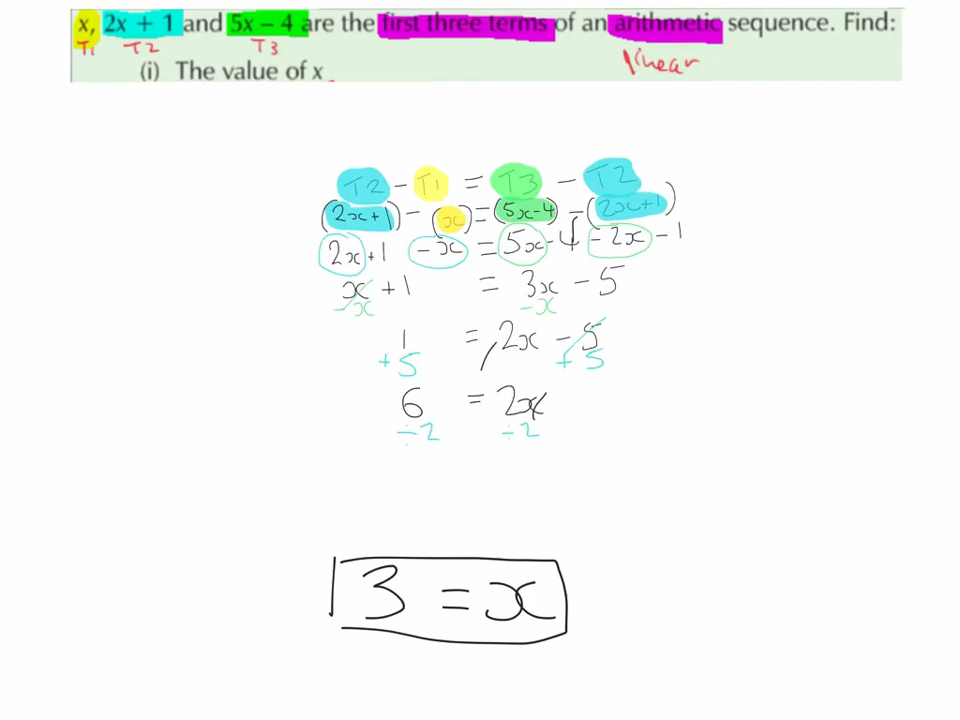 x, 2x + 1 and 5x – 4 are the first three terms of an arithmetic sequence. Find:
T1 T2 T3 linear
(i) The value of x
T2 - T1 = T3 - T2
(2x+1) - (x) = (5x-4) - (2x+1)
2x+1 -x = 5x-4 -2x-1
x +1 = 3x -5
-x -x
1 = 2x -5
+5 +5
6 = 2x
÷2 ÷2
3 = x